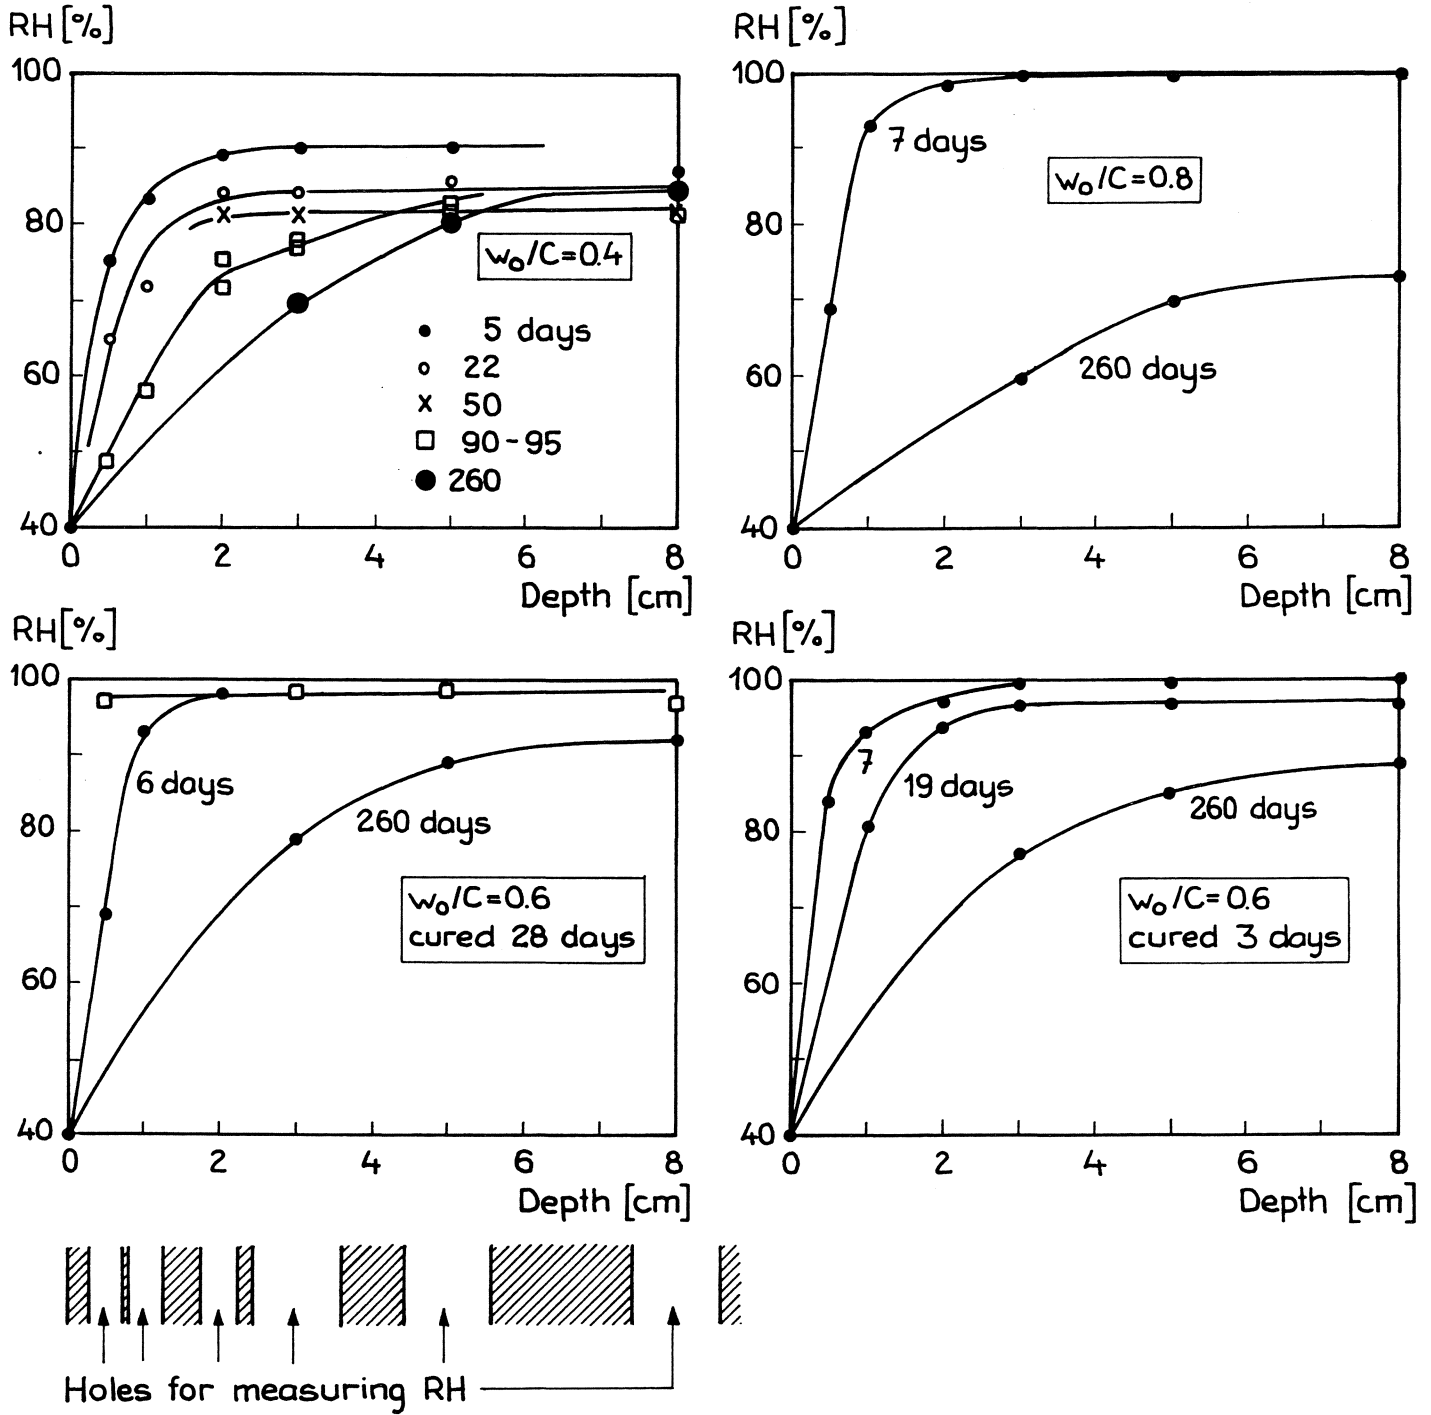 RH [%]
100
80
60
40
0 2 4 6 8
Depth [cm]
w₀/C=0.4
5 days
22
50
90-95
260
RH [%]
100
80
60
40
0 2 4 6 8
Depth [cm]
7 days
w₀/C=0.8
260 days
RH [%]
100
80
60
40
0 2 4 6 8
Depth [cm]
6 days
260 days
w₀/C=0.6
cured 28 days
RH [%]
100
80
60
40
0 2 4 6 8
Depth [cm]
7
19 days
260 days
w₀/C=0.6
cured 3 days
Holes for measuring RH